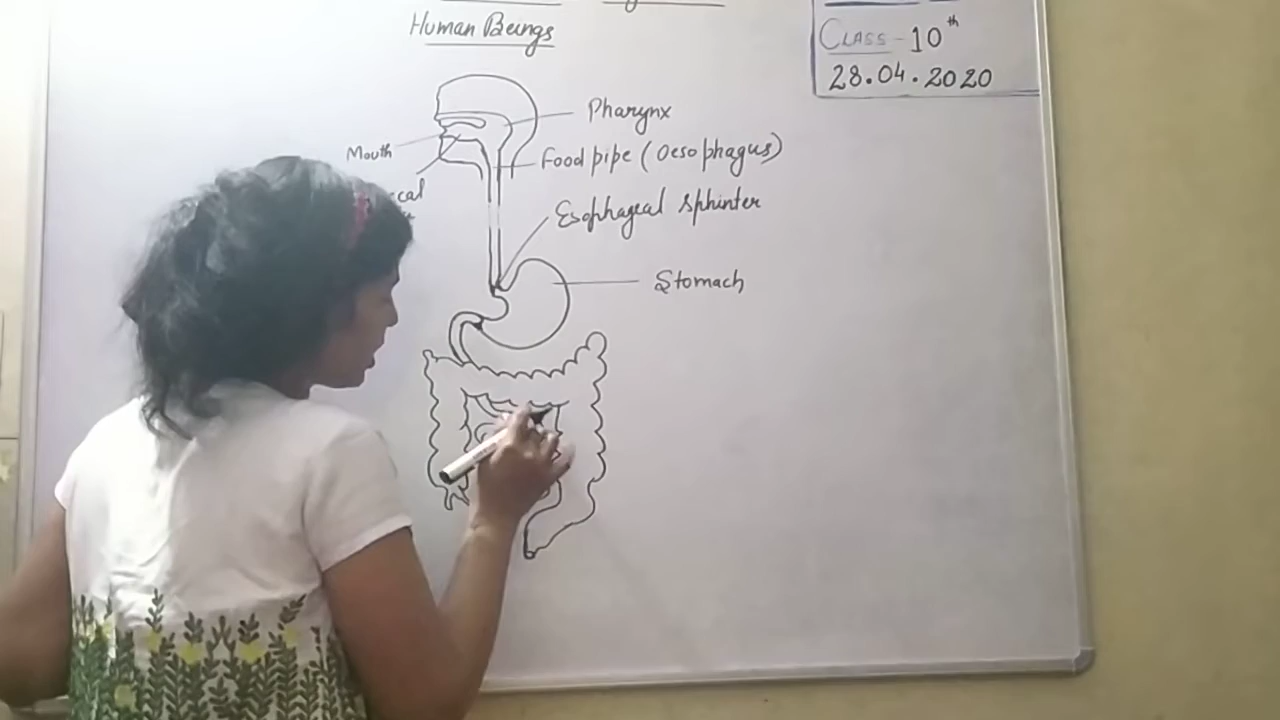 Human Beings
CLASS - 10th
28.04.2020
Pharynx
Mouth
Food pipe (Oesophagus)
Esophageal Sphinter
Stomach